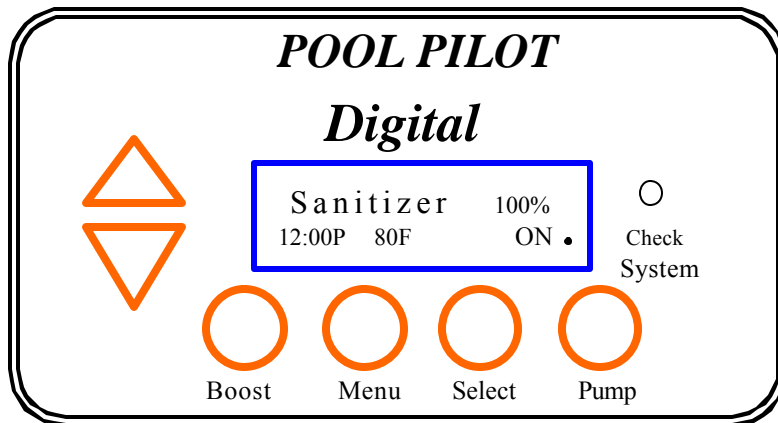 POOL PILOT
Digital
Sanitizer 100%
12:00P 80F ON .
Check
System
Boost Menu Select Pump